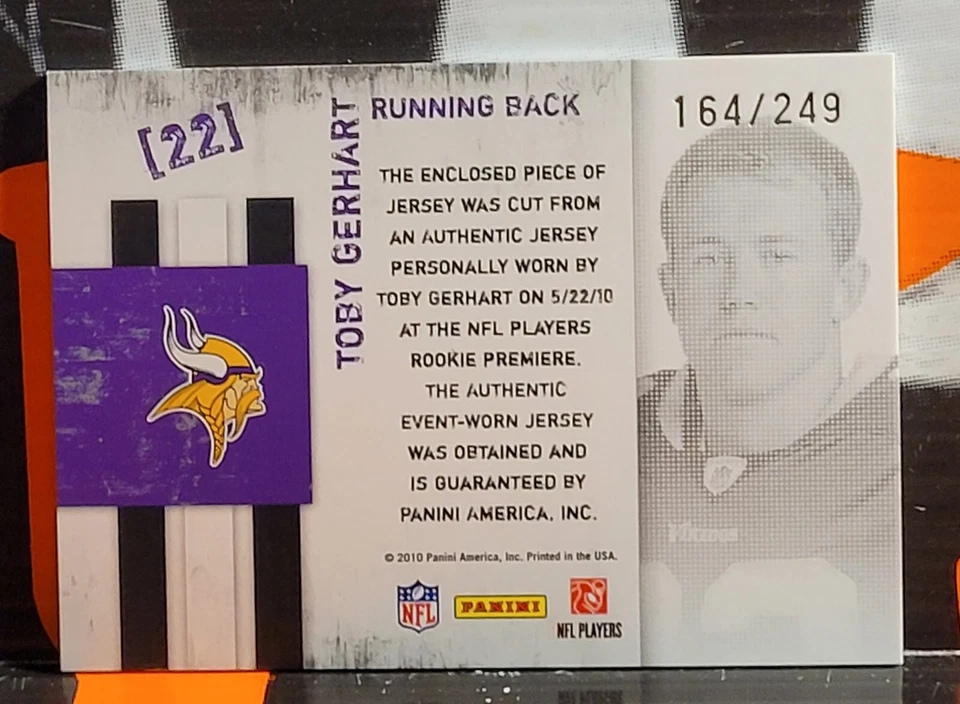 [22]
TOBY GERHART
RUNNING BACK
THE ENCLOSED PIECE OF
JERSEY WAS CUT FROM
AN AUTHENTIC JERSEY
PERSONALLY WORN BY
TOBY GERHART ON 5/22/10
AT THE NFL PLAYERS
ROOKIE PREMIERE.
THE AUTHENTIC
EVENT-WORN JERSEY
WAS OBTAINED AND
IS GUARANTEED BY
PANINI AMERICA, INC.
© 2010 Panini America, Inc. Printed in the USA.
NFL
PANINI
NFL PLAYERS
164/249
VIKINGS